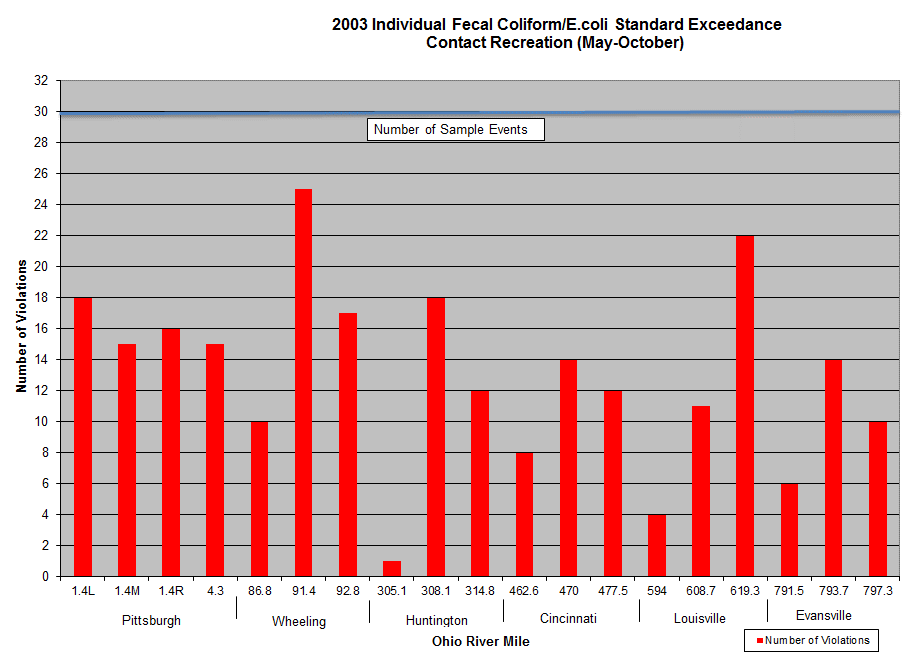 2003 Individual Fecal Coliform/E.coli Standard Exceedance
Contact Recreation (May-October)
32
30
28
26
24
22
20
18
16
14
12
10
8
6
4
2
0
Number of Violations
Number of Sample Events
1.4L 1.4M 1.4R 4.3 86.8 91.4 92.8 305.1 308.1 314.8 462.6 470 477.5 594 608.7 619.3 791.5 793.7 797.3
Pittsburgh Wheeling Huntington Cincinnati Louisville Evansville
Ohio River Mile
Number of Violations